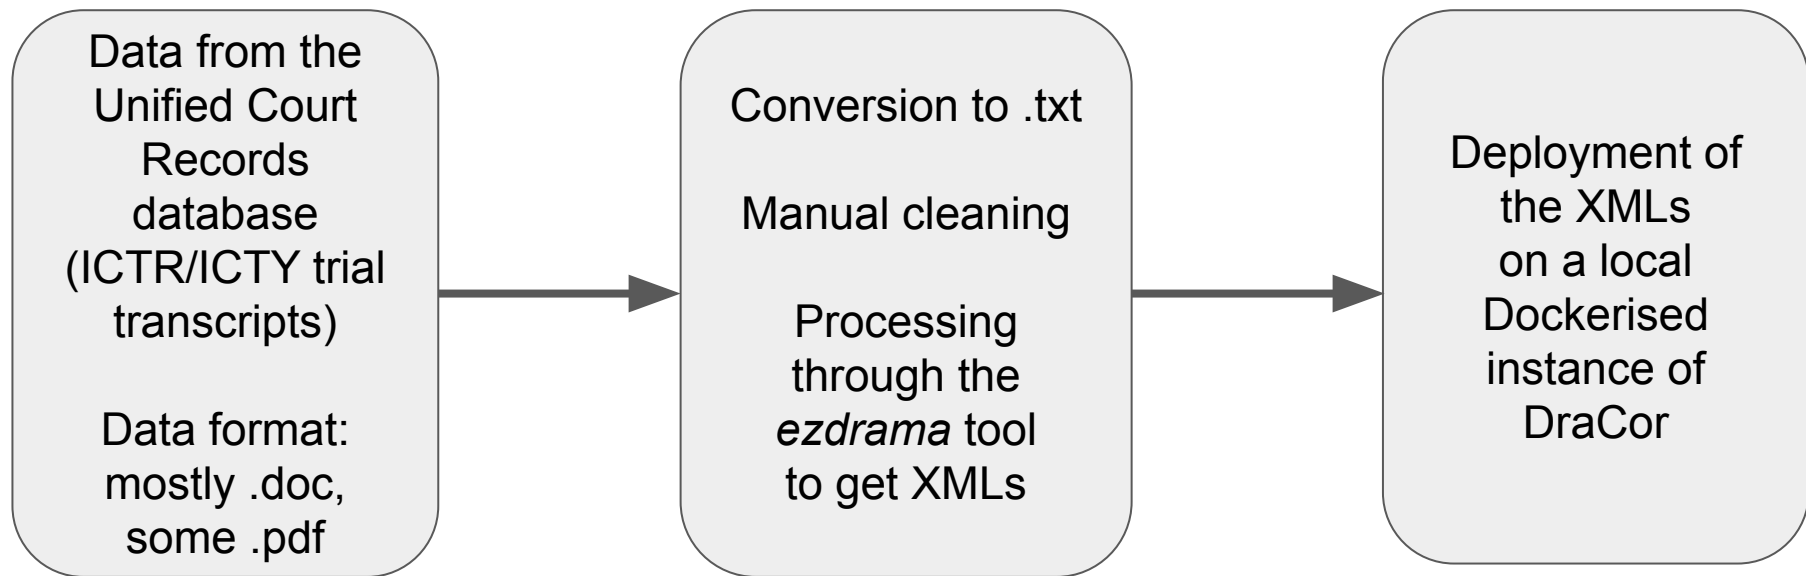 Data from the
Unified Court
Records
database
(ICTR/ICTY trial
transcripts)
Data format:
mostly .doc,
some .pdf
Conversion to .txt
Manual cleaning
Processing
through the
ezdrama tool
to get XMLs
Deployment of
the XMLs
on a local
Dockerised
instance of
DraCor